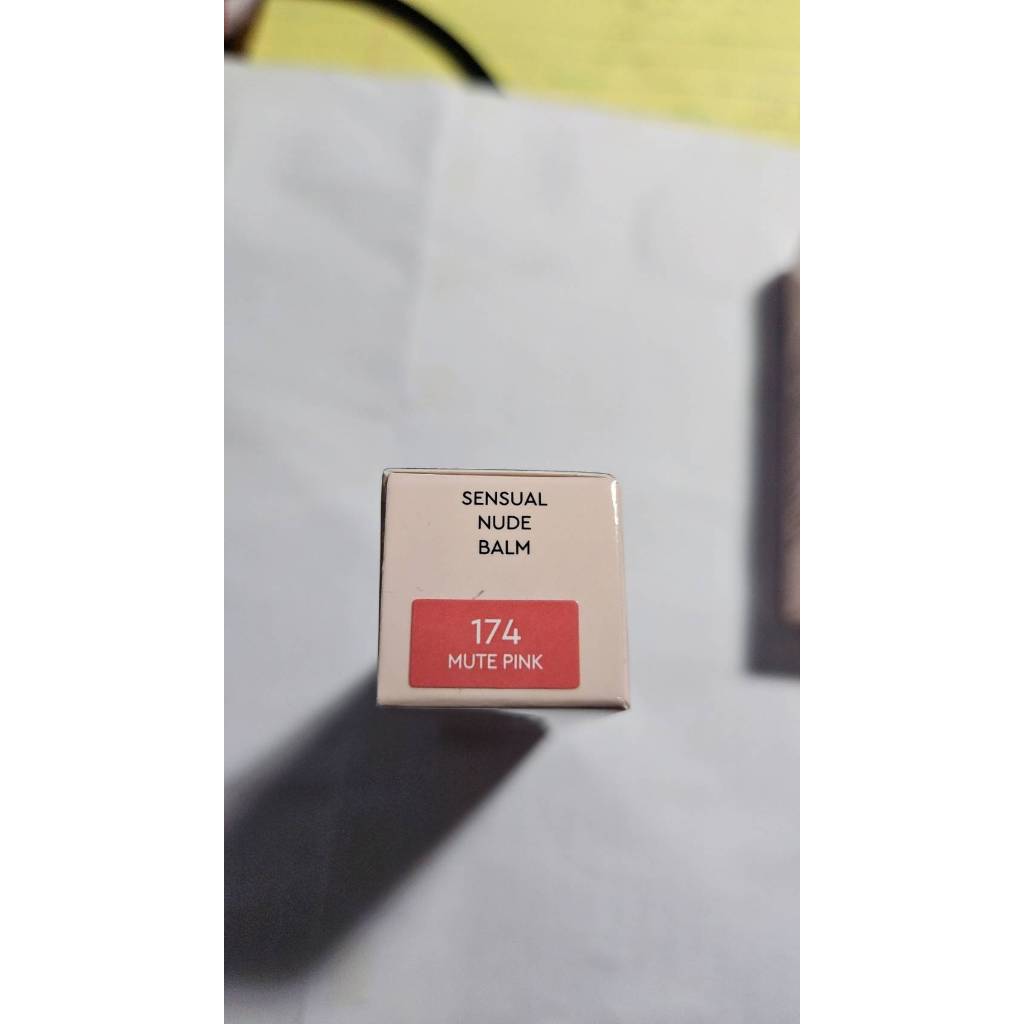 SENSUAL
NUDE
BALM
174
MUTE PINK